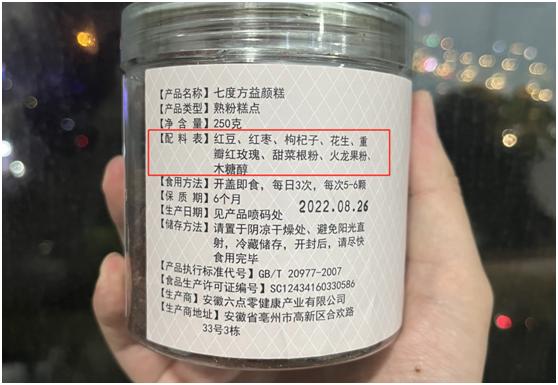 【产品名称】七度方益颜糕
【产品类型】熟粉糕点
【净 含 量】250克
【配 料 表】红豆、红枣、枸杞子、花生、重
瓣红玫瑰、甜菜根粉、火龙果粉、
木糖醇
【食用方法】开盖即食，每日3次，每次5-6颗
【保 质 期】6个月
【生产日期】见产品喷码处 2022.08.26
【储存方法】请置于阴凉干燥处、避免阳光直
射，冷藏储存，开封后，请尽快
食用完毕
【产品执行标准代号】GB/T 20977-2007
【食品生产许可证编号】SC12434160330586
【生产商】安徽六点零健康产业有限公司
【生产商地址】安徽省亳州市高新区合欢路
33号3栋